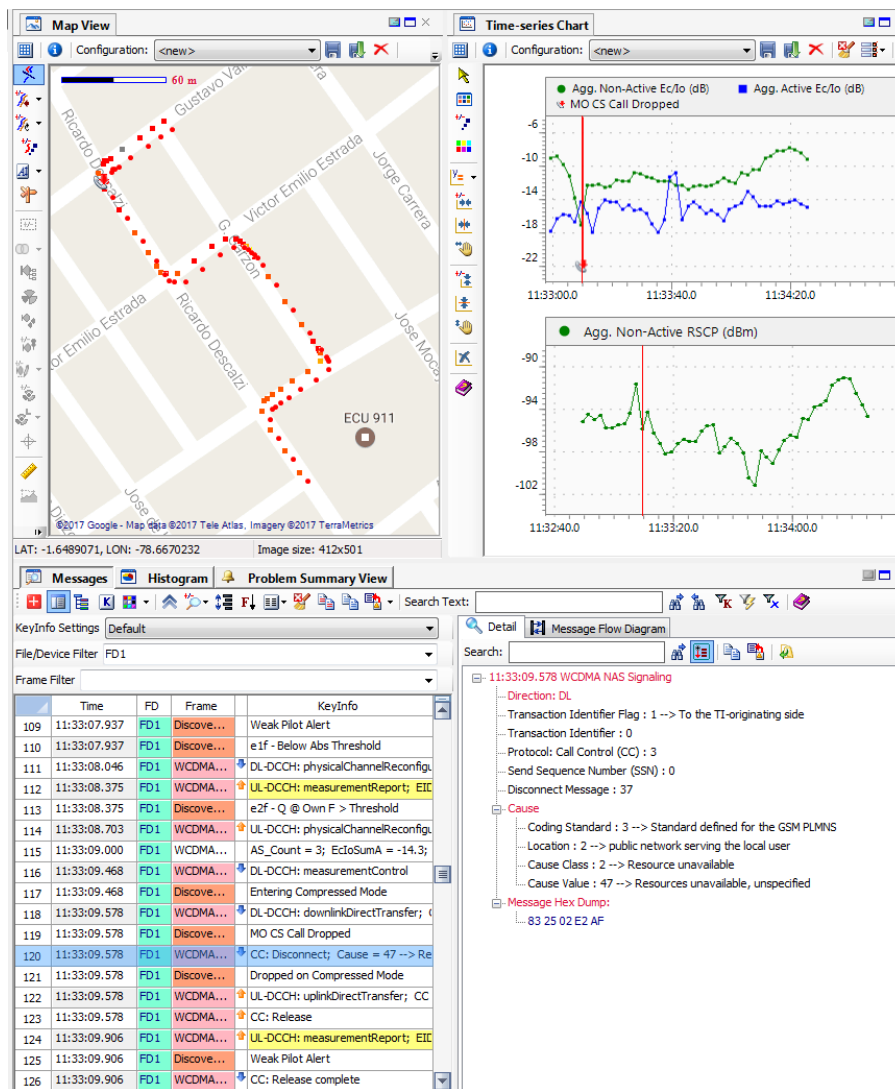 Map View
Configuration: <new>
60 m
Gustavo Val
Ricardo Descalzi
Victor Emilio Estrada
Jorge Carrera
Garzon
or Emilio Estrada
Ricardo Descalzi
Jose Mocay
ECU 911
Jose de
©2017 Google - Map data ©2017 Tele Atlas, Imagery ©2017 TerraMetrics
LAT: -1.6489071, LON: -78.6670232 Image size: 412x501
Time-series Chart
Configuration: <new>
Agg. Non-Active Ec/Io (dB) Agg. Active Ec/Io (dB)
MO CS Call Dropped
-6
-10
-14
-18
-22
11:33:00.0 11:33:40.0 11:34:20.0
Agg. Non-Active RSCP (dBm)
-90
-94
-98
-102
11:32:40.0 11:33:20.0 11:34:00.0
Messages Histogram Problem Summary View
Search Text:
KeyInfo Settings Default
File/Device Filter FD1
Frame Filter
Time FD Frame KeyInfo
109 11:33:07.937 FD1 Discove... Weak Pilot Alert
110 11:33:07.937 FD1 Discove... e1f - Below Abs Threshold
111 11:33:08.046 FD1 WCDMA... DL-DCCH: physicalChannelReconfigu
112 11:33:08.375 FD1 WCDMA... UL-DCCH: measurementReport; EID
113 11:33:08.375 FD1 Discove... e2f - Q @ Own F > Threshold
114 11:33:08.703 FD1 WCDMA... UL-DCCH: physicalChannelReconfigu
115 11:33:09.000 FD1 WCDMA... AS_Count = 3; EcIoSumA = -14.3;
116 11:33:09.468 FD1 WCDMA... DL-DCCH: measurementControl
117 11:33:09.468 FD1 Discove... Entering Compressed Mode
118 11:33:09.578 FD1 WCDMA... DL-DCCH: downlinkDirectTransfer; C
119 11:33:09.578 FD1 Discove... MO CS Call Dropped
120 11:33:09.578 FD1 WCDMA... CC: Disconnect; Cause = 47 --> Re
121 11:33:09.578 FD1 Discove... Dropped on Compressed Mode
122 11:33:09.578 FD1 WCDMA... UL-DCCH: uplinkDirectTransfer; CC
123 11:33:09.578 FD1 WCDMA... CC: Release
124 11:33:09.906 FD1 WCDMA... UL-DCCH: measurementReport; EID
125 11:33:09.906 FD1 Discove... Weak Pilot Alert
126 11:33:09.906 FD1 WCDMA... CC: Release complete
Detail Message Flow Diagram
Search:
11:33:09.578 WCDMA NAS Signaling
Direction: DL
Transaction Identifier Flag : 1 --> To the TI-originating side
Transaction Identifier : 0
Protocol: Call Control (CC) : 3
Send Sequence Number (SSN) : 0
Disconnect Message : 37
Cause
Coding Standard : 3 --> Standard defined for the GSM PLMNS
Location : 2 --> public network serving the local user
Cause Class : 2 --> Resource unavailable
Cause Value : 47 --> Resources unavailable, unspecified
Message Hex Dump:
83 25 02 E2 AF